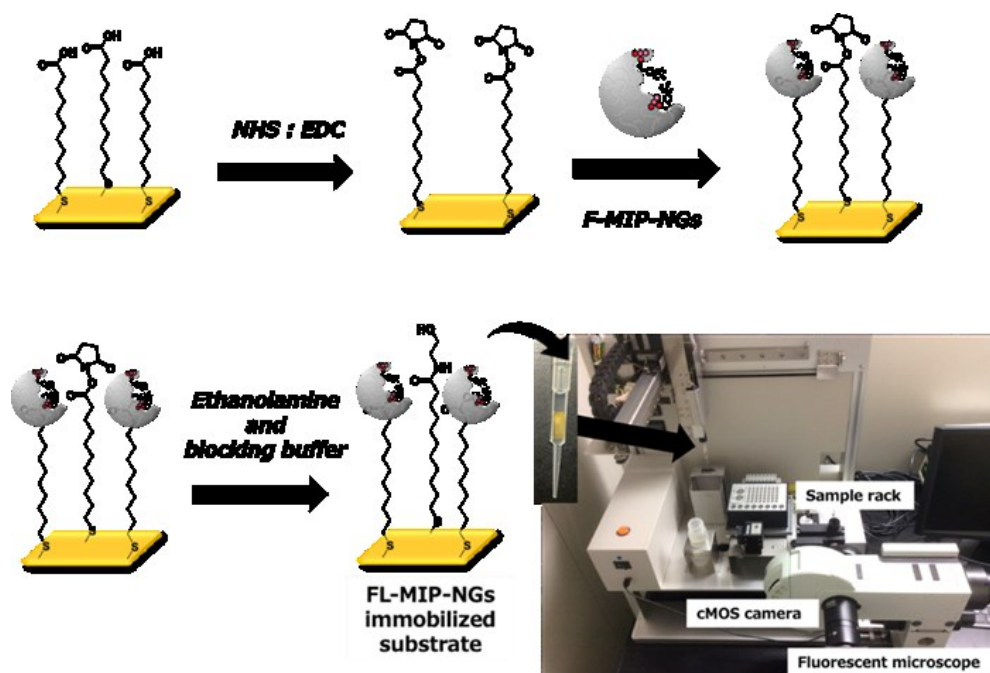 OH
O
OH
O
OH
O
S
S
NHS : EDC
O
N
O
O
O
O
N
O
O
O
S
S
F-MIP-NGs
O
N
O
O
O
S
S
O
N
O
O
O
S
S
Ethanolamine
and
blocking buffer
HO
NH
O
S
S
FL-MIP-NGs
immobilized
substrate
Sample rack
cMOS camera
Fluorescent microscope